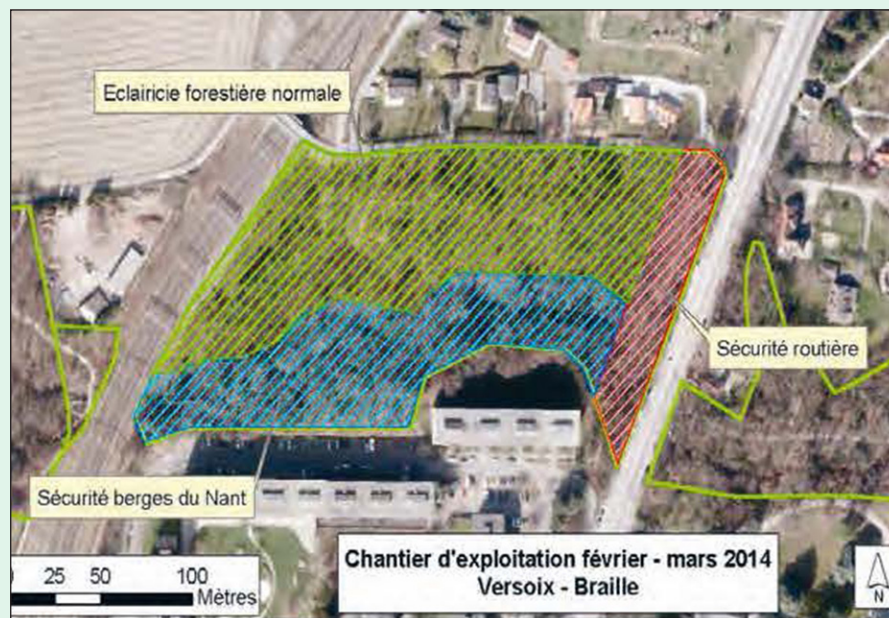 Eclairicie forestière normale
Sécurité routière
Sécurité berges du Nant
25 50 100
Mètres
Chantier d'exploitation février - mars 2014
Versoix - Braille
N